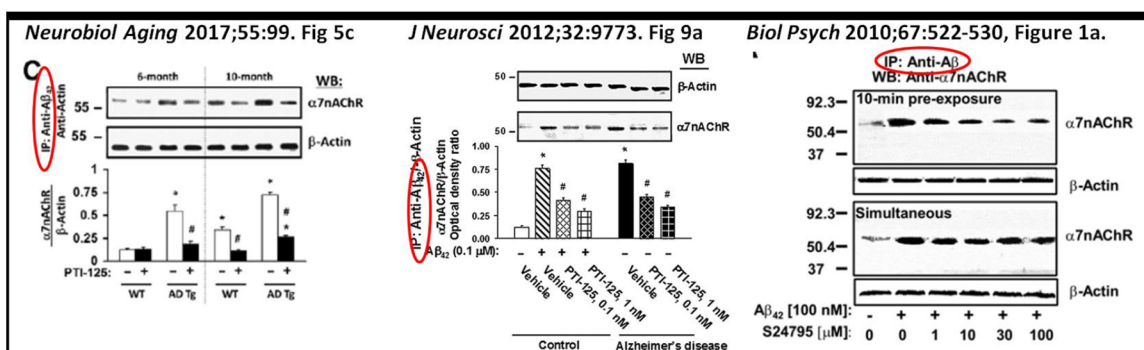 Neurobiol Aging 2017;55:99. Fig 5c
C
6-month 10-month WB:
IP: Anti-Aβ42
Anti-Actin
55
α7nAChR
55
β-Actin
α7nAChR
β-Actin
1
0.75
0.5
0.25
0
* # * # * # *
PTI-125: – + – + – + – +
WT AD Tg WT AD Tg
J Neurosci 2012;32:9773. Fig 9a
WB
50
β-Actin
50
α7nAChR
IP: Anti-Aβ42/-β-Actin
α7nAChR/β-Actin
Optical density ratio
1.00
0.75
0.50
0.25
0.00
* # # * # #
Aβ42 (0.1 μM) – + + + – – –
Vehicle
Vehicle
PTI-125, 0.1 nM
PTI-125, 1 nM
Vehicle
PTI-125, 0.1 nM
PTI-125, 1 nM
Control Alzheimer's disease
Biol Psych 2010;67:522-530, Figure 1a.
IP: Anti-Aβ
WB: Anti-α7nAChR
10-min pre-exposure
92.3
50.4
37
α7nAChR
β-Actin
Simultaneous
92.3
50.4
37
α7nAChR
β-Actin
Aβ42 [100 nM]: – + + + + +
S24795 [μM] 0 0 1 10 30 100